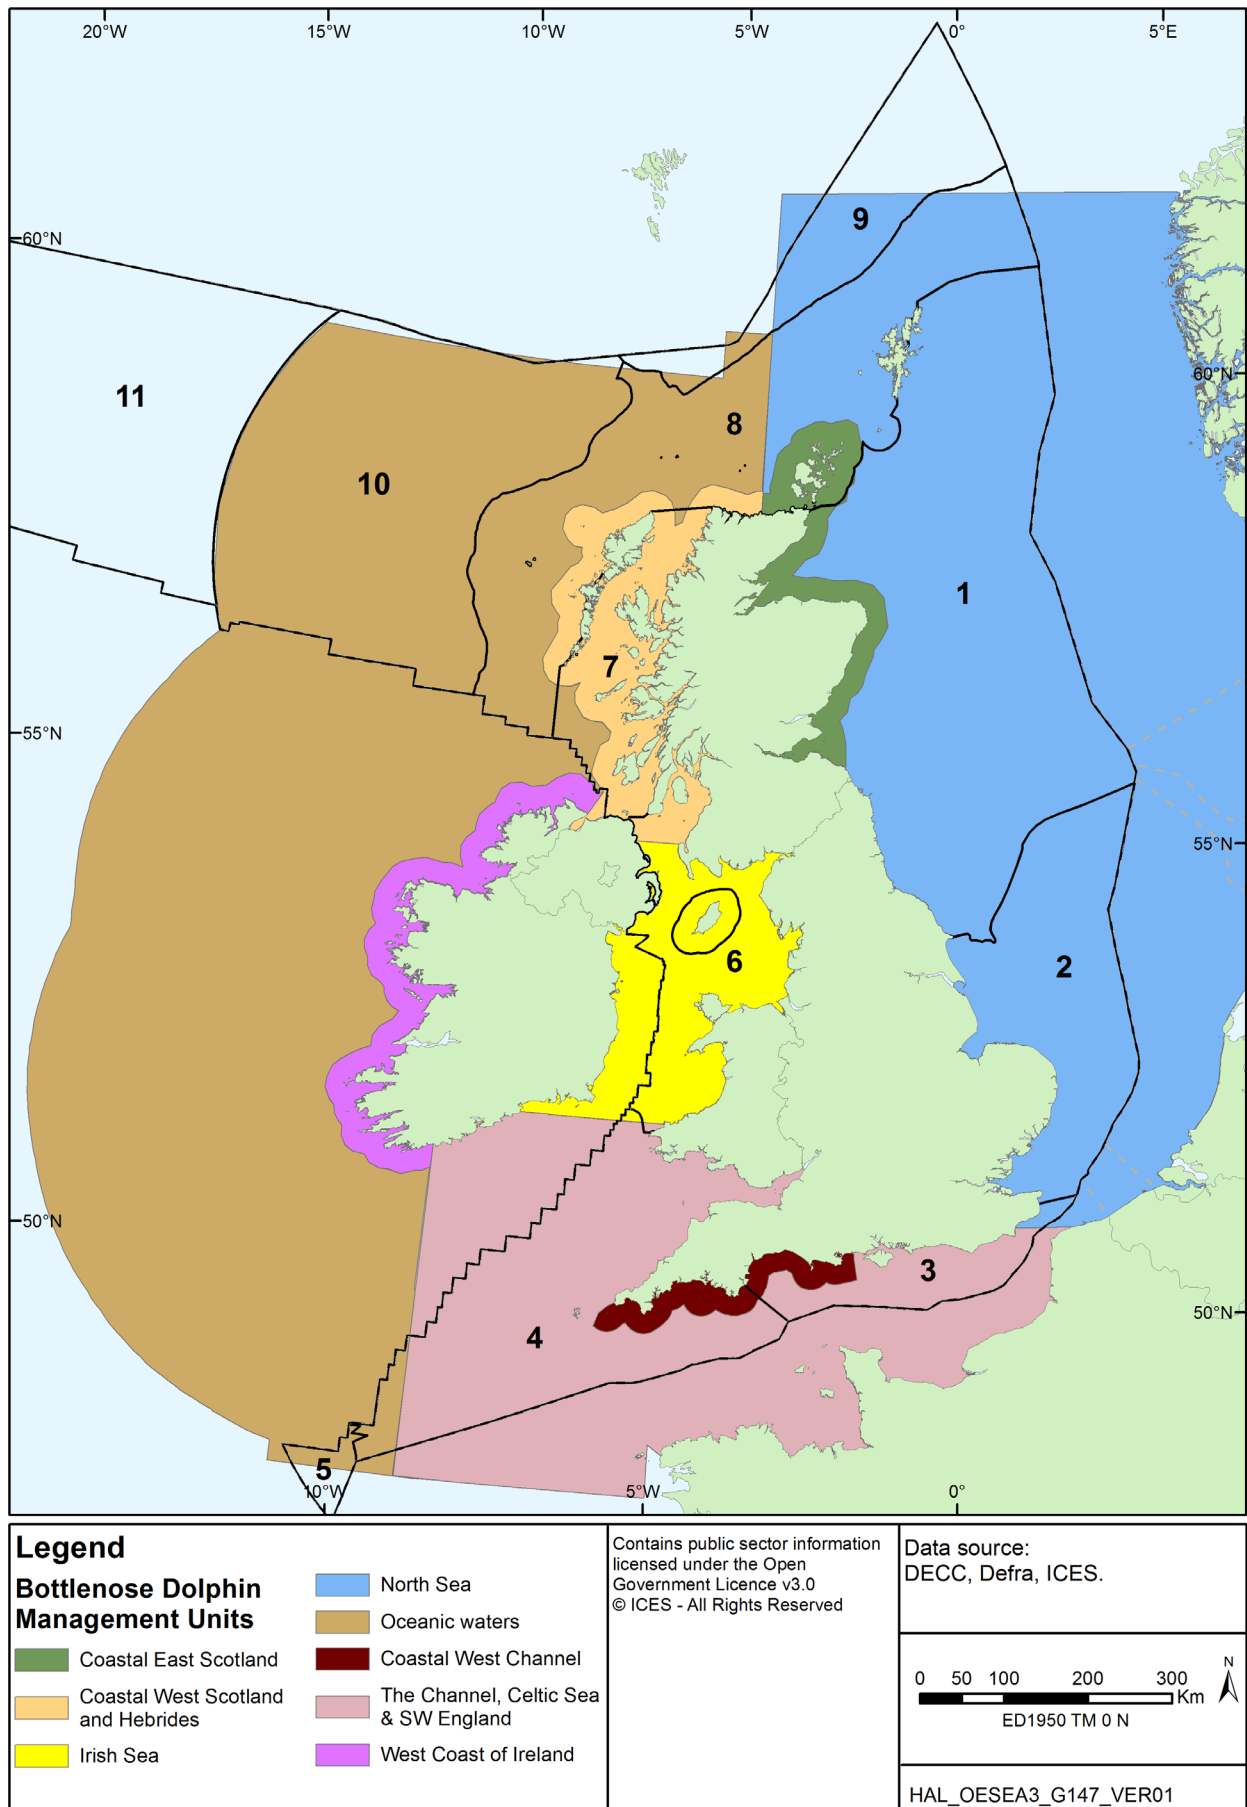 20°W 15°W 10°W 5°W 0° 5°E
9
60°N
60°N
11
8
10
1
7
55°N
55°N
2
6
50°N
3
50°N
4
5
10°W 5°W 0°
Legend
Bottlenose Dolphin
Management Units
Coastal East Scotland
Coastal West Scotland
and Hebrides
Irish Sea
North Sea
Oceanic waters
Coastal West Channel
The Channel, Celtic Sea
& SW England
West Coast of Ireland
Contains public sector information
licensed under the Open
Government Licence v3.0
© ICES - All Rights Reserved
Data source:
DECC, Defra, ICES.
N
0 50 100 200 300
Km
ED1950 TM 0 N
HAL_OESEA3_G147_VER01